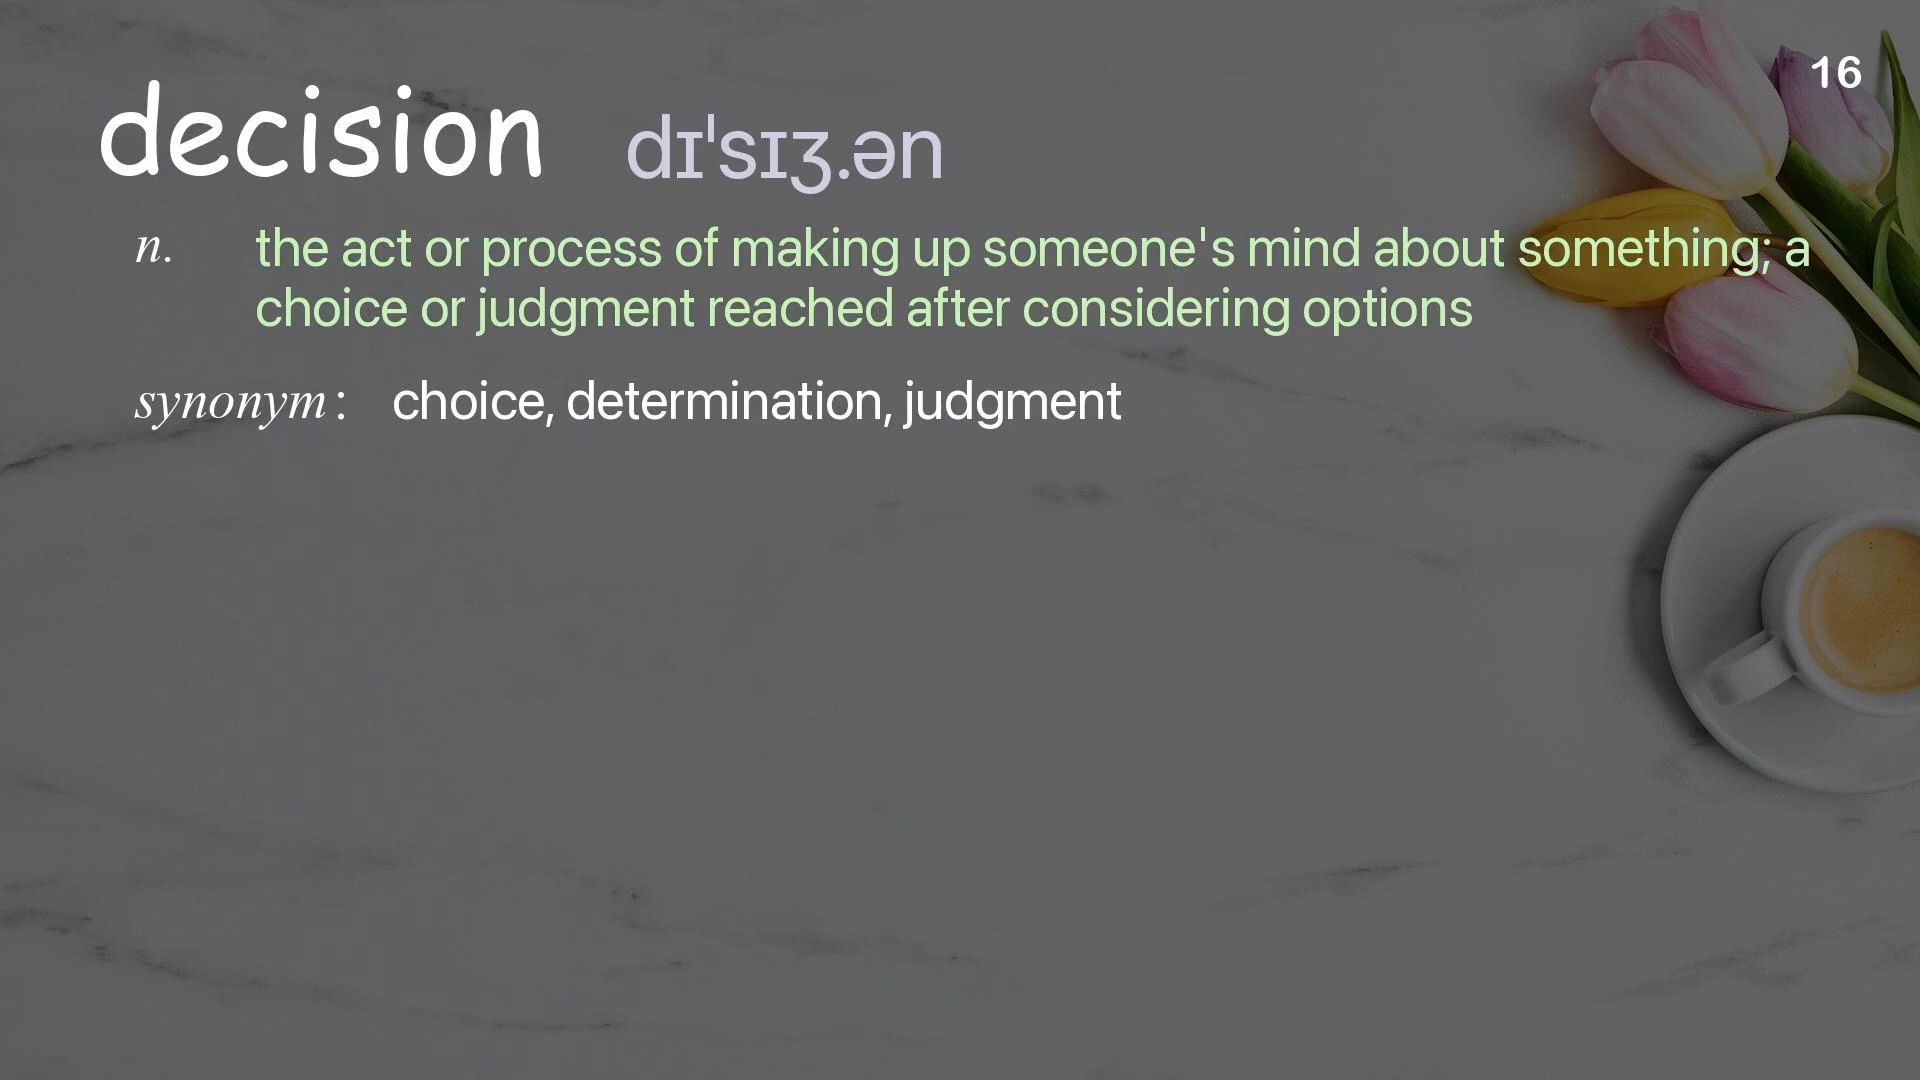 16
decision dɪˈsɪʒ.ən
n. the act or process of making up someone's mind about something; a
choice or judgment reached after considering options
synonym : choice, determination, judgment